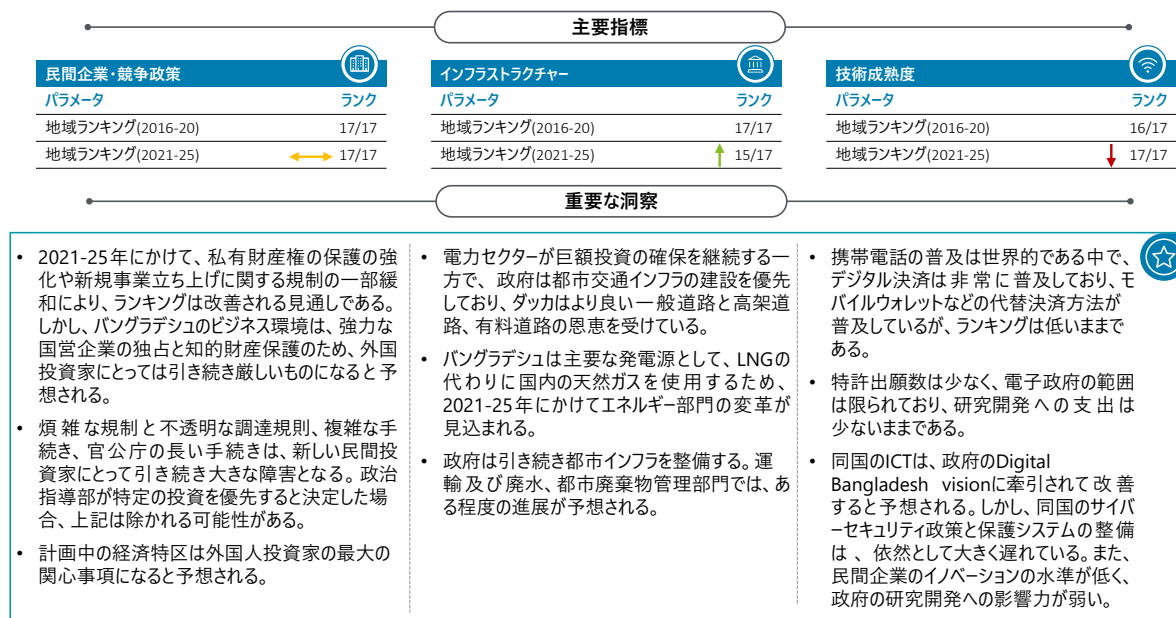 主要指標
民間企業・競争政策
パラメータ ランク
地域ランキング(2016-20) 17/17
地域ランキング(2021-25) 17/17
インフラストラクチャー
パラメータ ランク
地域ランキング(2016-20) 17/17
地域ランキング(2021-25) 15/17
技術成熟度
パラメータ ランク
地域ランキング(2016-20) 16/17
地域ランキング(2021-25) 17/17
重要な洞察
• 2021-25年にかけて、私有財産権の保護の強
化や新規事業立ち上げに関する規制の一部緩
和により、ランキングは改善される見通しである。
しかし、バングラデシュのビジネス環境は、強力な
国営企業の独占と知的財産保護のため、外国
投資家にとっては引き続き厳しいものになると予
想される。
• 煩雑な規制と不透明な調達規則、複雑な手
続き、官公庁の長い手続きは、新しい民間投
資家にとって引き続き大きな障害となる。政治
指導部が特定の投資を優先すると決定した場
合、上記は除かれる可能性がある。
• 計画中の経済特区は外国人投資家の最大の
関心事項になると予想される。
• 電力セクターが巨額投資の確保を継続する一
方で、政府は都市交通インフラの建設を優先
しており、ダッカはより良い一般道路と高架道
路、有料道路の恩恵を受けている。
• バングラデシュは主要な発電源として、LNGの
代わりに国内の天然ガスを使用するため、
2021-25年にかけてエネルギー部門の変革が
見込まれる。
• 政府は引き続き都市インフラを整備する。運
輸及び廃水、都市廃棄物管理部門では、あ
る程度の進展が予想される。
• 携帯電話の普及は世界的である中で、
デジタル決済は非常に普及しており、モ
バイルウォレットなどの代替決済方法が
普及しているが、ランキングは低いままで
ある。
• 特許出願数は少なく、電子政府の範囲
は限られており、研究開発への支出は
少ないままである。
• 同国のICTは、政府のDigital
Bangladesh visionに牽引されて改善
すると予想される。しかし、同国のサイバ
ーセキュリティ政策と保護システムの整備
は、依然として大きく遅れている。また、
民間企業のイノベーションの水準が低く、
政府の研究開発への影響力が弱い。